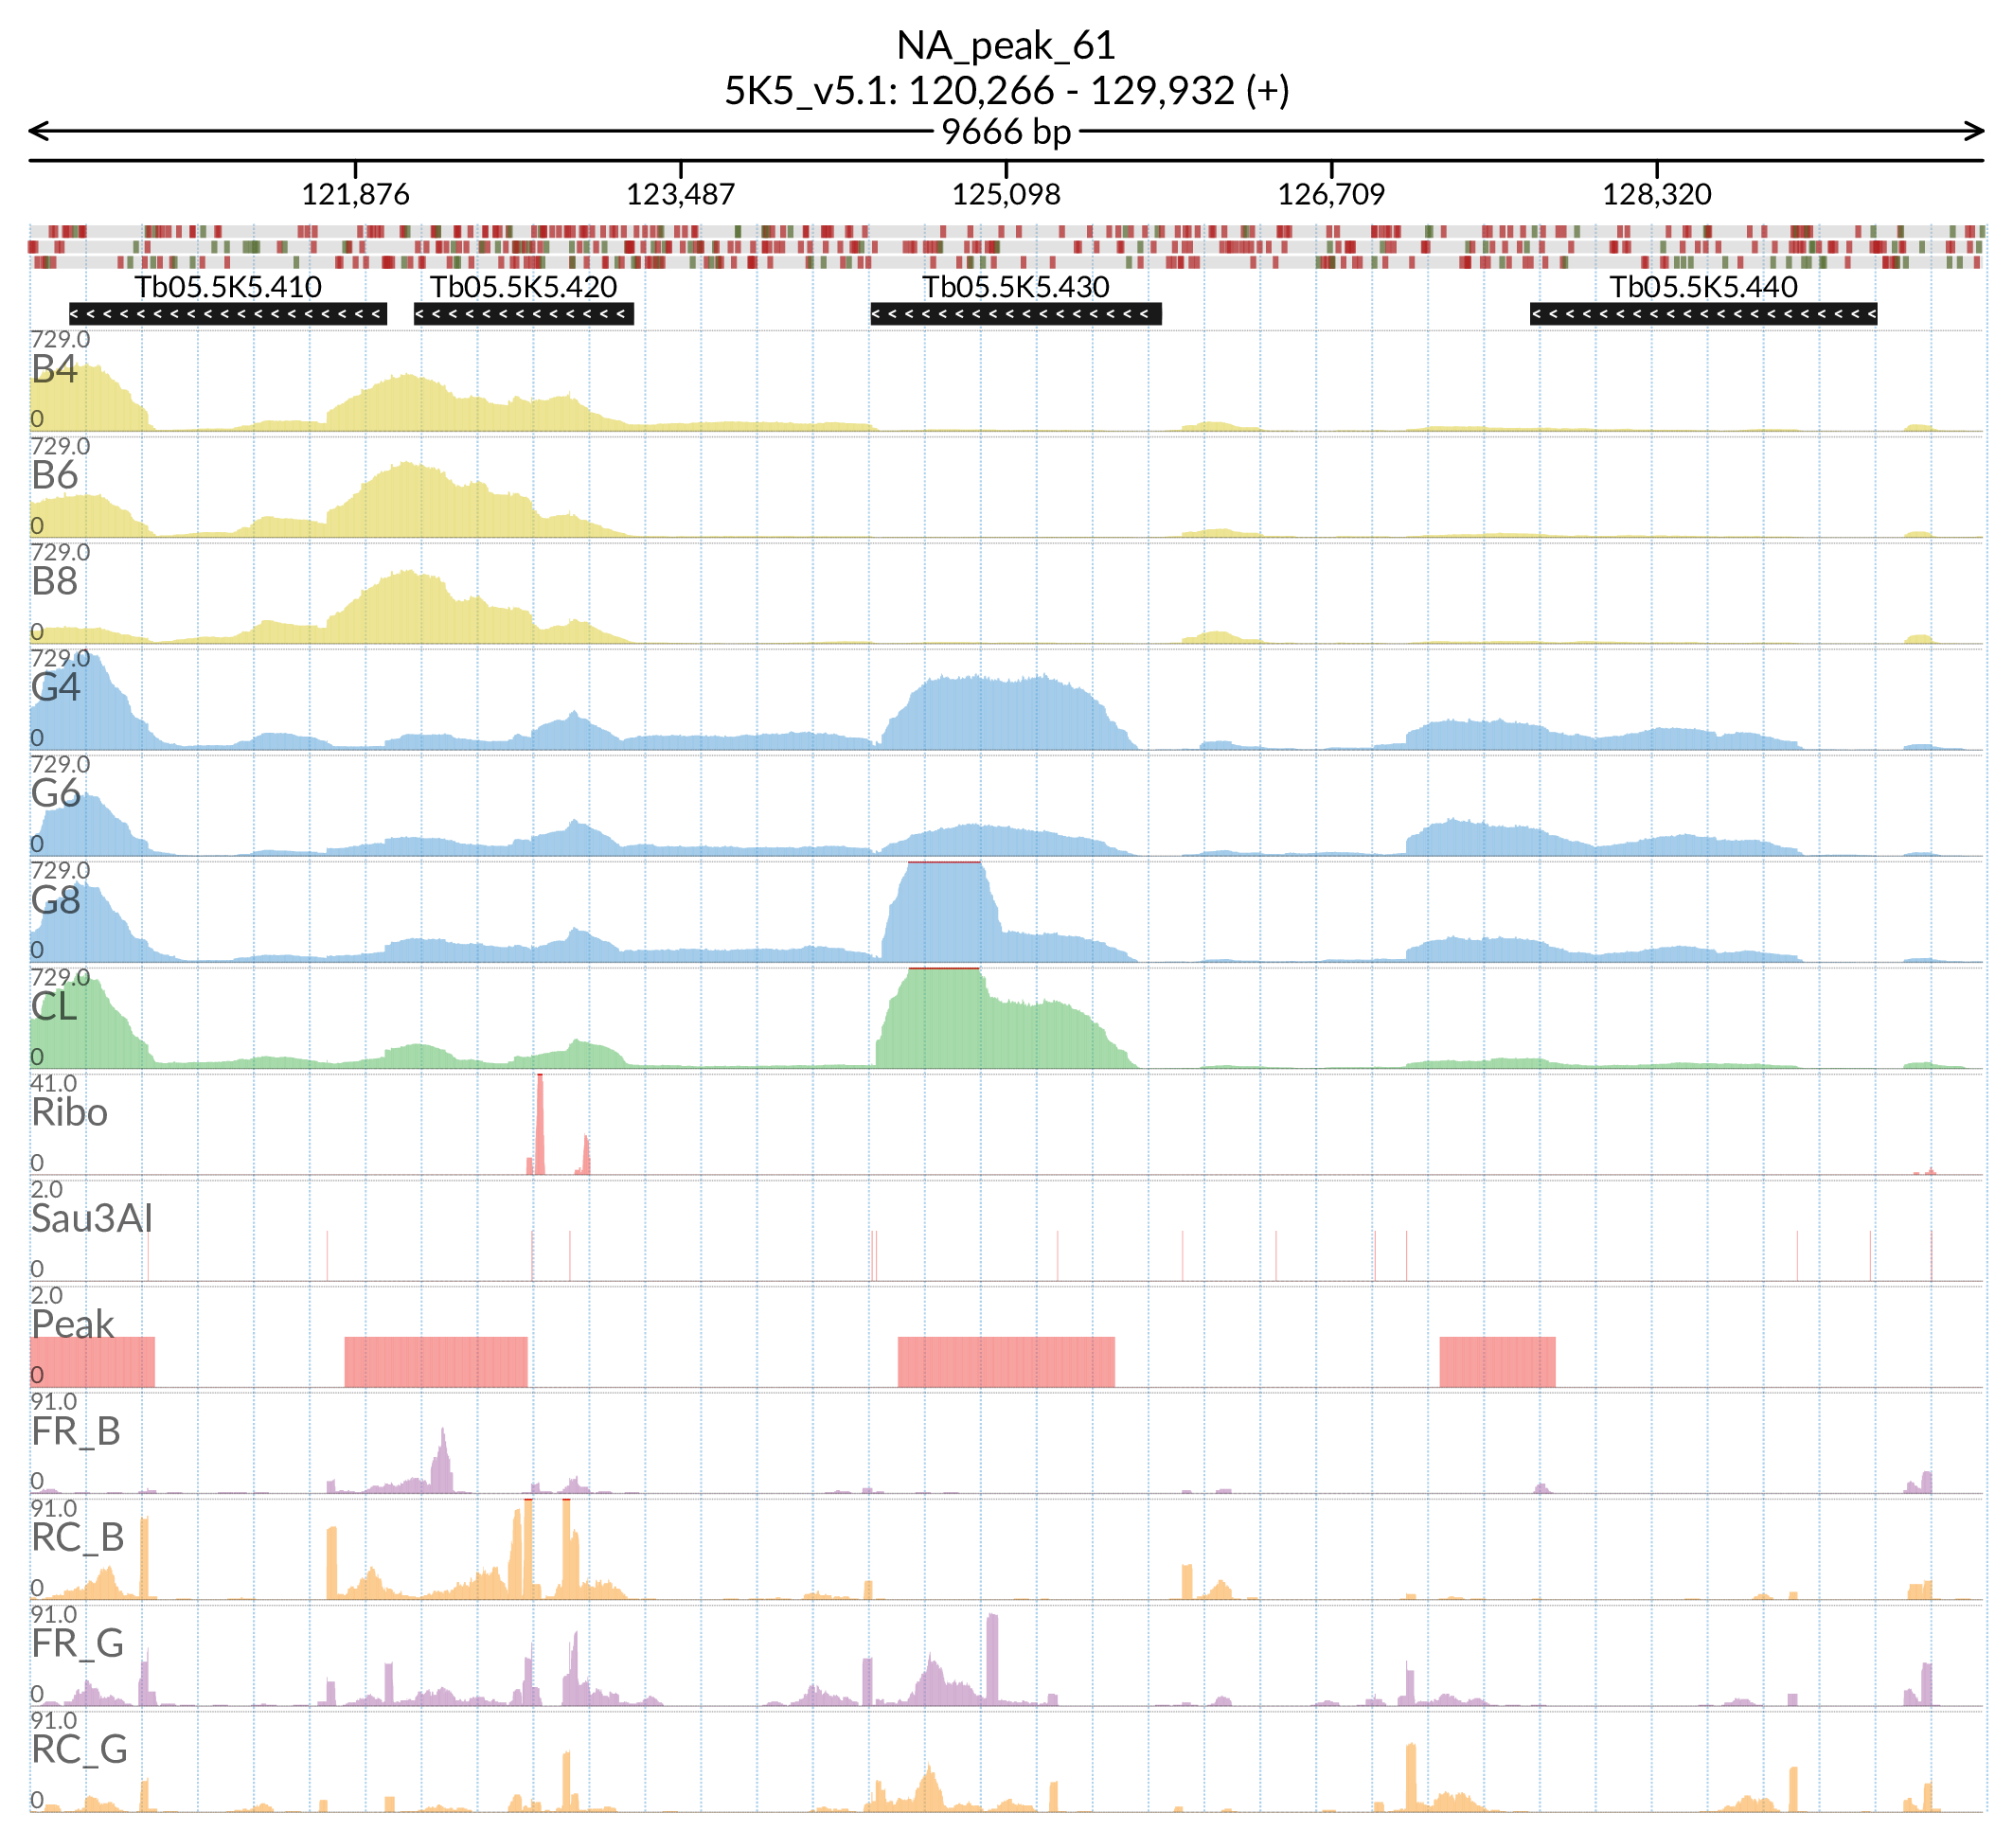 NA_peak_61
5K5_v5.1: 120,266 - 129,932 (+)
9666 bp
121,876 123,487 125,098 126,709 128,320
Tb05.5K5.410 Tb05.5K5.420 Tb05.5K5.430 Tb05.5K5.440
729.0
B4
0
729.0
B6
0
729.0
B8
0
729.0
G4
0
729.0
G6
0
729.0
G8
0
729.0
CL
0
41.0
Ribo
0
2.0
Sau3AI
0
2.0
Peak
0
91.0
FR_B
0
91.0
RC_B
0
91.0
FR_G
0
91.0
RC_G
0